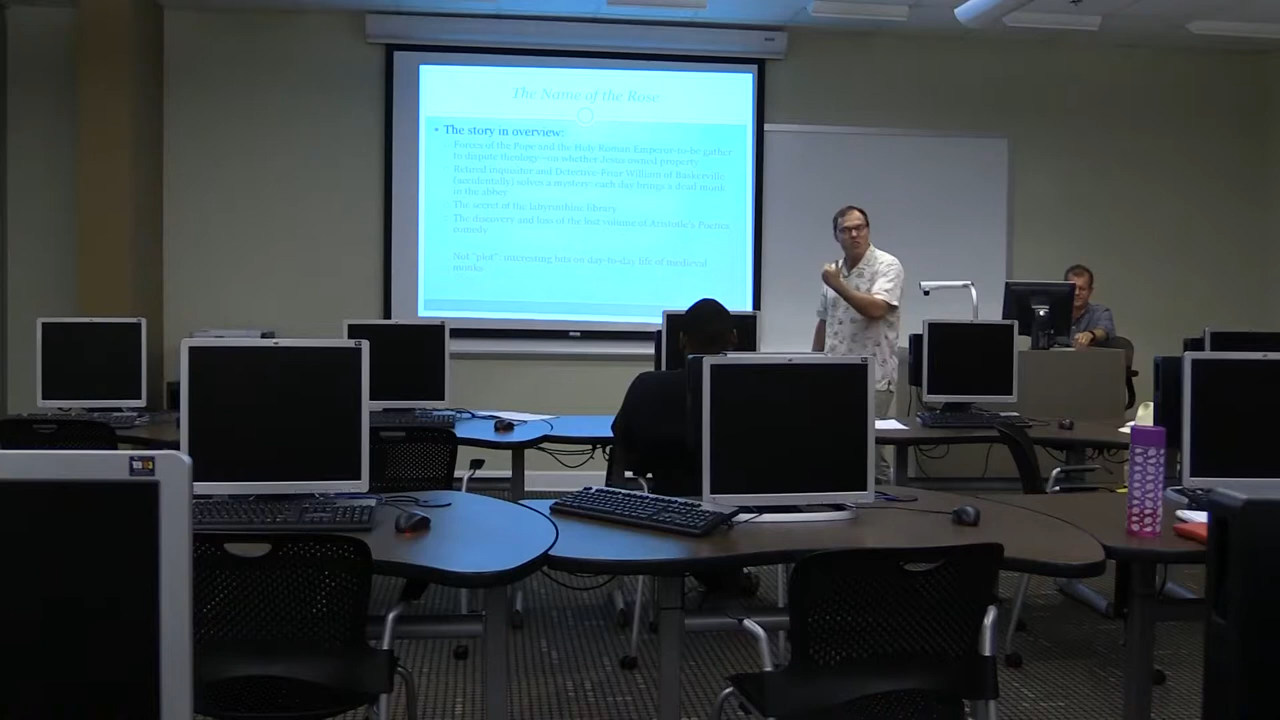 The Name of the Rose
• The story in overview:
Forces of the Pope and the Holy Roman Emperor-to-be gather
to dispute theology—on whether Jesus owned property
Retired inquisitor and Detective-Friar William of Baskerville
(accidentally) solves a mystery: each day brings a dead monk
in the abbey
The secret of the labyrinthine library
The discovery and loss of the lost volume of Aristotle's Poetics
comedy
Not "plot": interesting bits on day-to-day life of medieval
monks